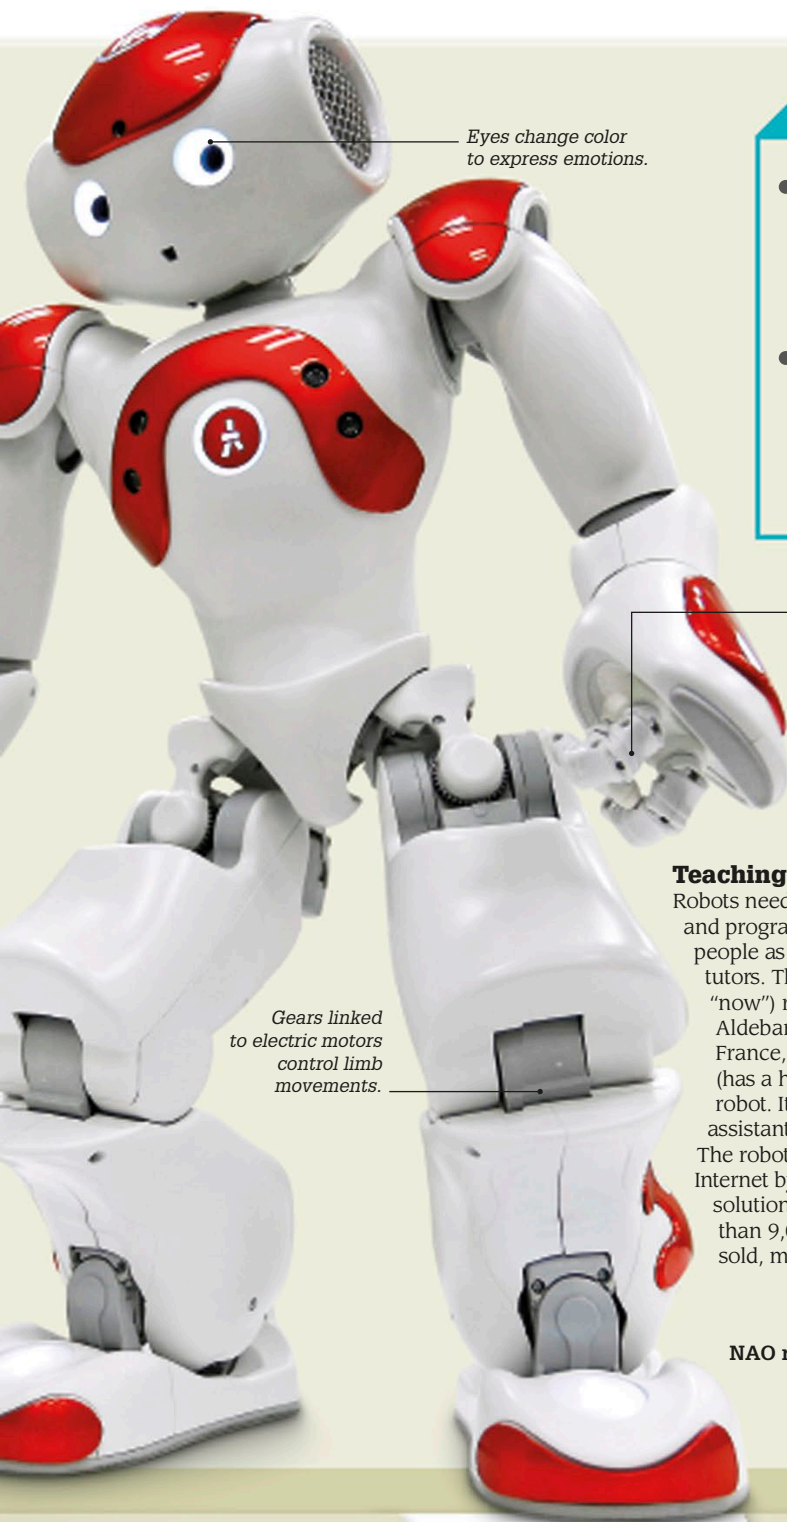 Eyes change color
to express emotions.
Gears linked
to electric motors
control limb
movements.
Teaching
Robots need
and progra
people as
tutors. Th
“now”) r
Aldebar
France,
(has a h
robot. It
assistant
The robot
Internet b
solution
than 9,
sold, m
NAO r